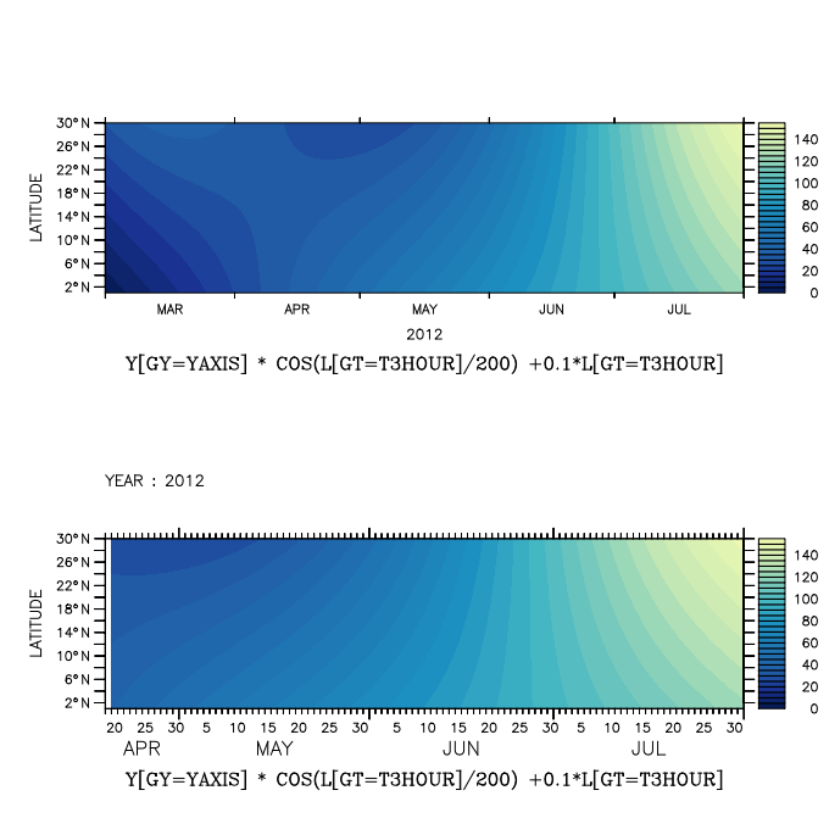 30°N
26°N
22°N
18°N
14°N
10°N
6°N
2°N
LATITUDE
140
120
100
80
60
40
20
0
MAR APR MAY JUN JUL
2012
Y[GY=YAXIS] * COS(L[GT=T3HOUR]/200) +0.1*L[GT=T3HOUR]
YEAR : 2012
30°N
26°N
22°N
18°N
14°N
10°N
6°N
2°N
LATITUDE
140
120
100
80
60
40
20
0
20 25 30 5 10 15 20 25 30 5 10 15 20 25 30 5 10 15 20 25 30
APR MAY JUN JUL
Y[GY=YAXIS] * COS(L[GT=T3HOUR]/200) +0.1*L[GT=T3HOUR]